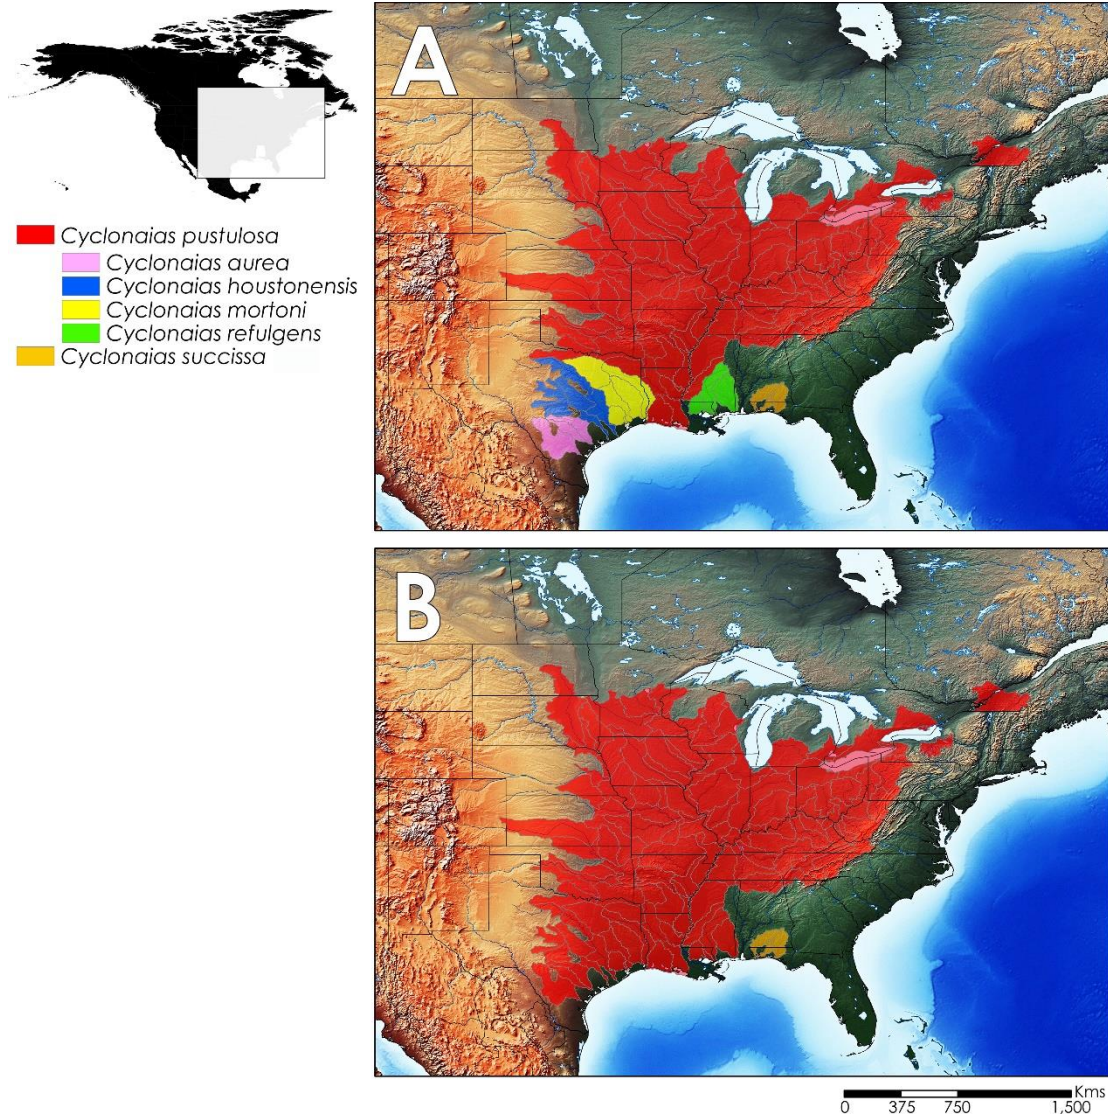 A
Cyclonaias pustulosa
Cyclonaias aurea
Cyclonaias houstonensis
Cyclonaias mortoni
Cyclonaias refulgens
Cyclonaias succissa
B
Kms
0 375 750 1,500